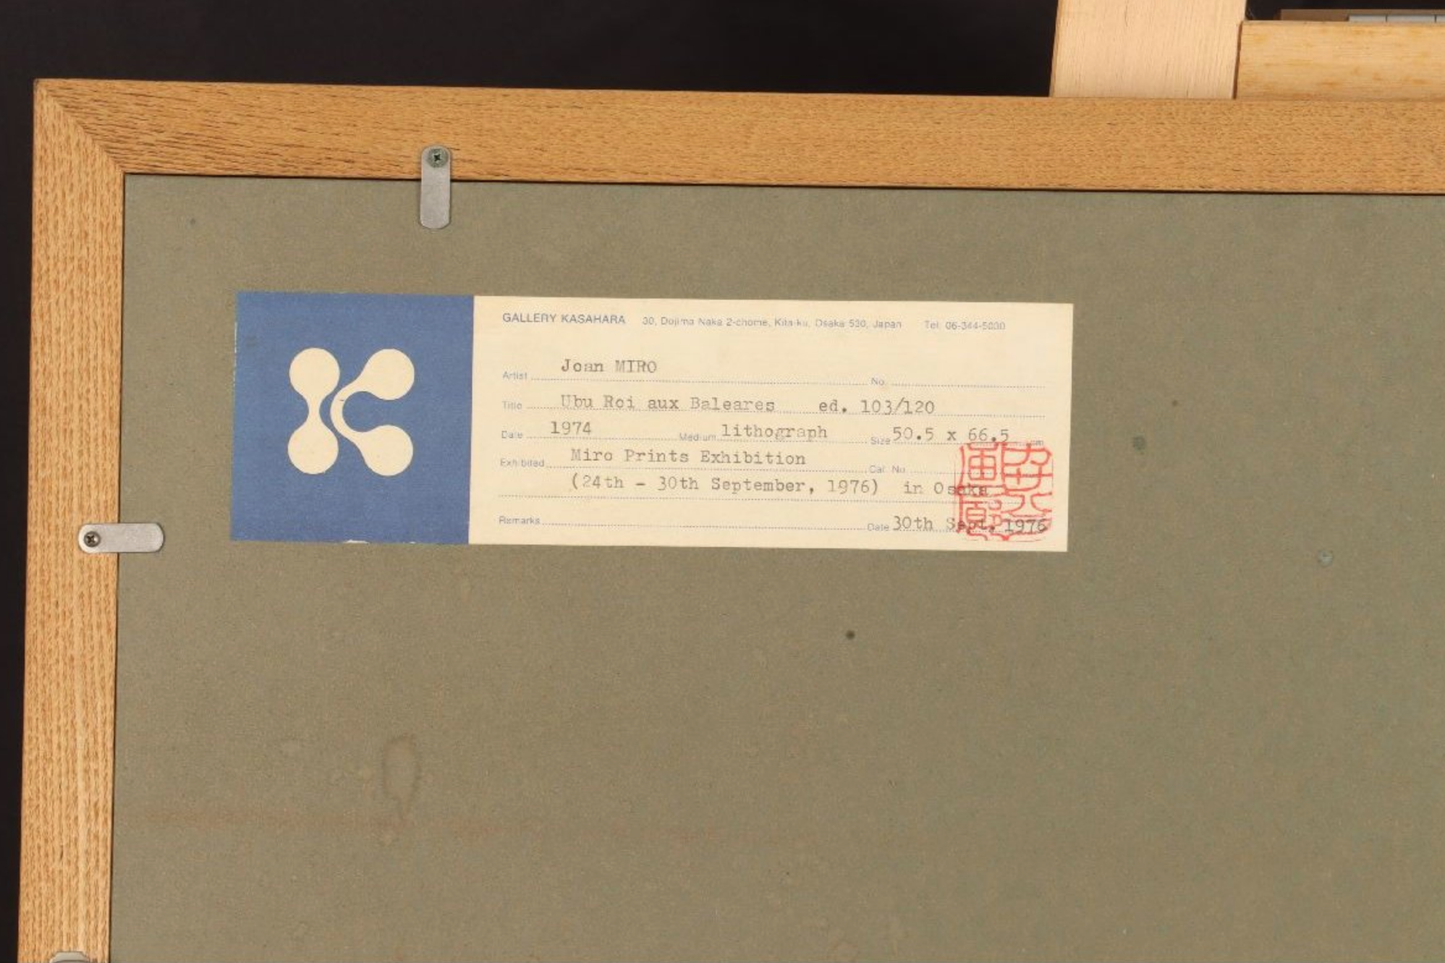 GALLERY KASAHARA 30, Dojima Naka 2-chome, Kita-ku, Osaka 530, Japan Tel. 06-344-5030
Artist Joan MIRO No.
Title Ubu Roi aux Baleares ed. 103/120
Date 1974 Medium lithograph Size 50.5 x 66.5 cm
Exhibited Miro Prints Exhibition Cat. No.
(24th - 30th September, 1976) in Osaka
Remarks Date 30th Sept, 1976